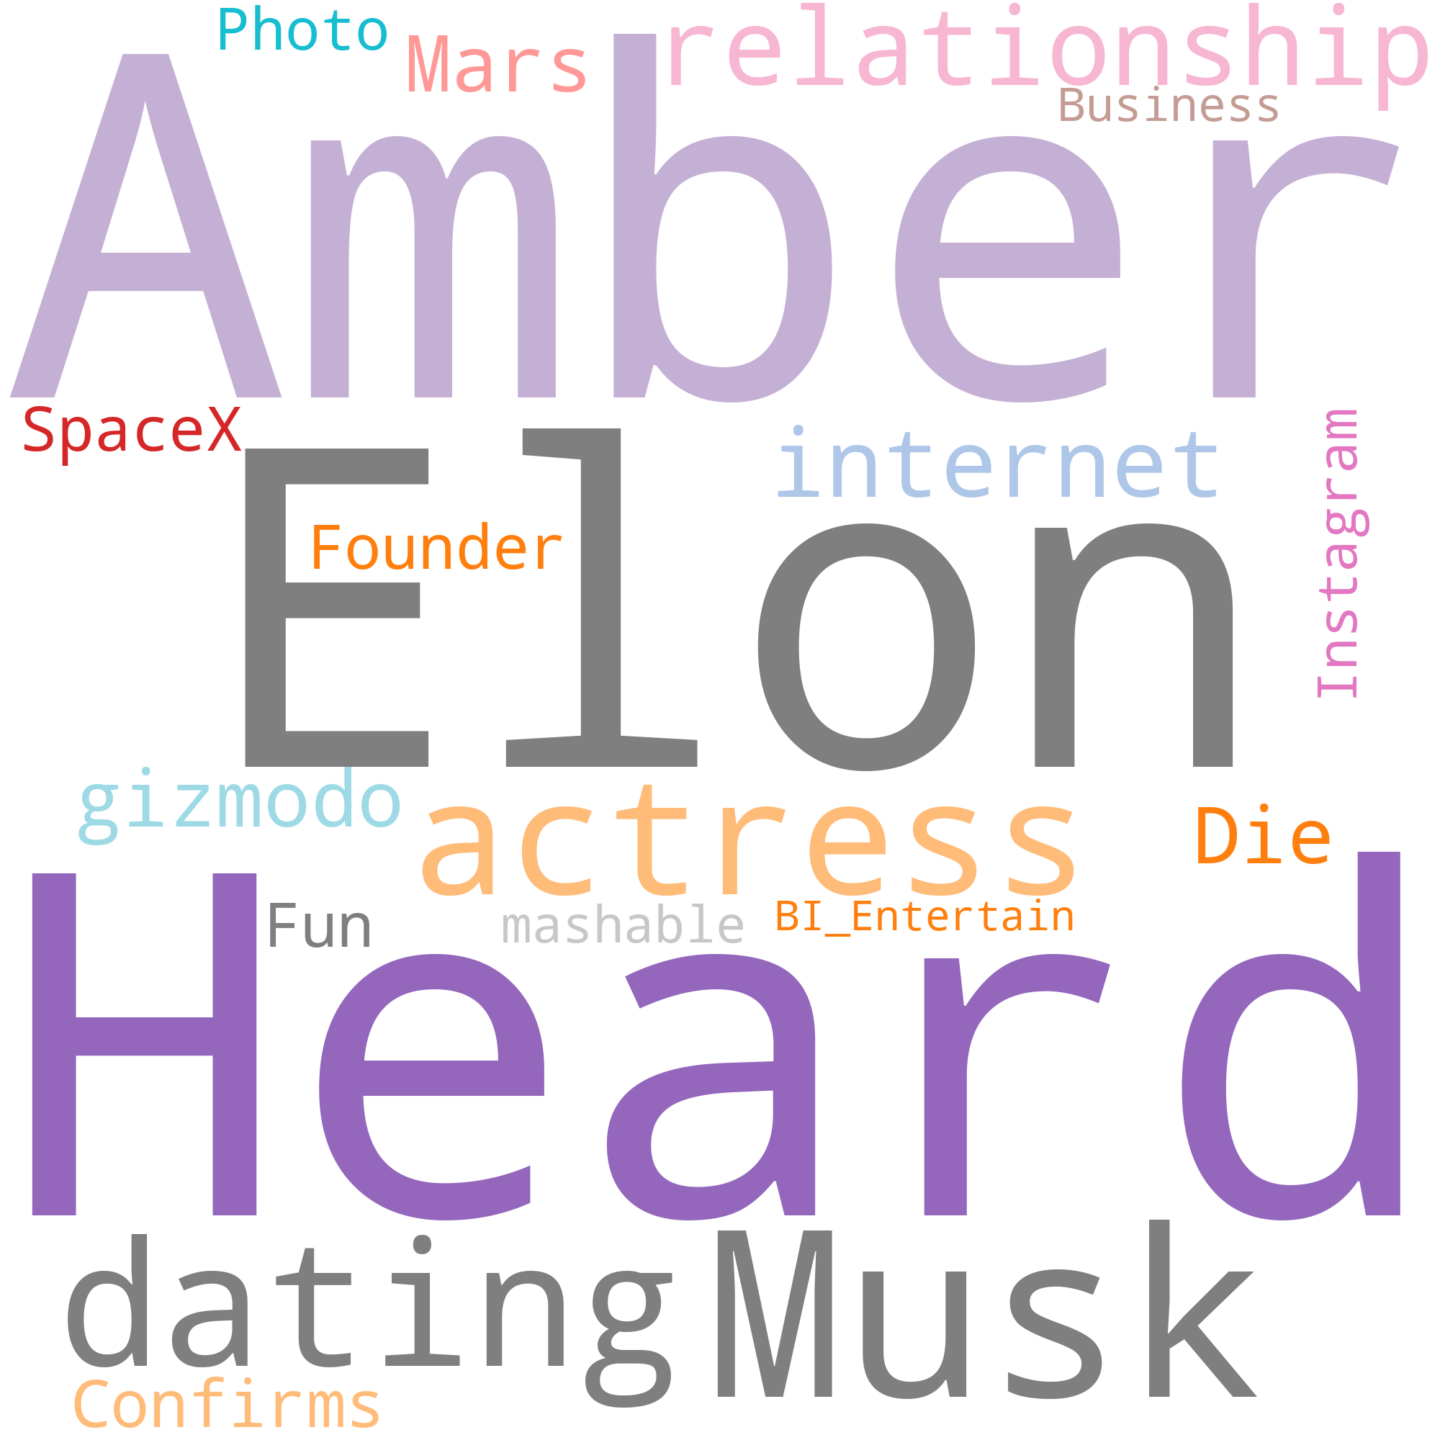 Photo
Mars
relationship
Business
Amber
SpaceX
internet
Instagram
Elon
Founder
gizmodo
actress
Die
Fun
mashable
BI_Entertain
Heard
dating
Musk
Confirms